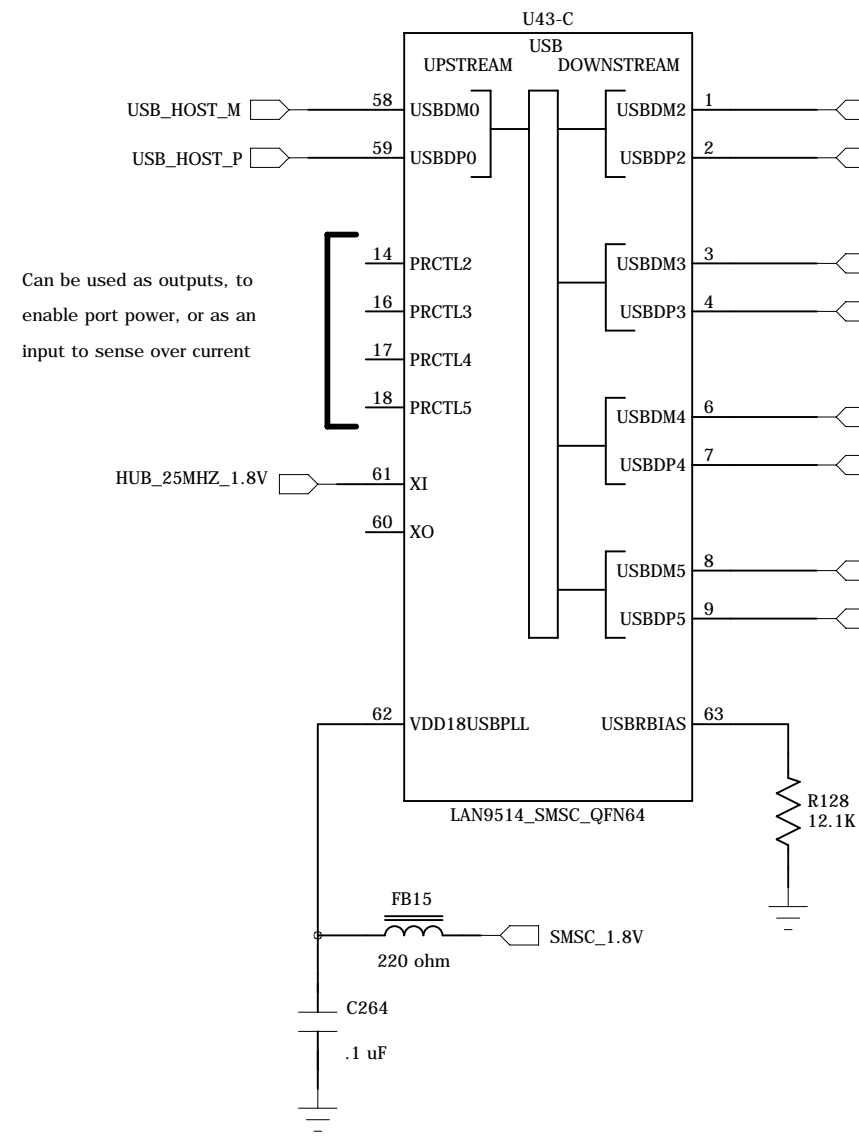 U43-C
USB
UPSTREAM DOWNSTREAM
USB_HOST_M 58 USBDM0 USBDM2 1
USB_HOST_P 59 USBDP0 USBDP2 2
Can be used as outputs, to
enable port power, or as an
input to sense over current
14 PRCTL2 USBDM3 3
16 PRCTL3 USBDP3 4
17 PRCTL4
18 PRCTL5 USBDM4 6
USBDP4 7
HUB_25MHZ_1.8V 61 XI
60 XO
USBDM5 8
USBDP5 9
62 VDD18USBPLL USBRBIAS 63
R128
12.1K
LAN9514_SMSC_QFN64
FB15
SMSC_1.8V
220 ohm
C264
.1 uF